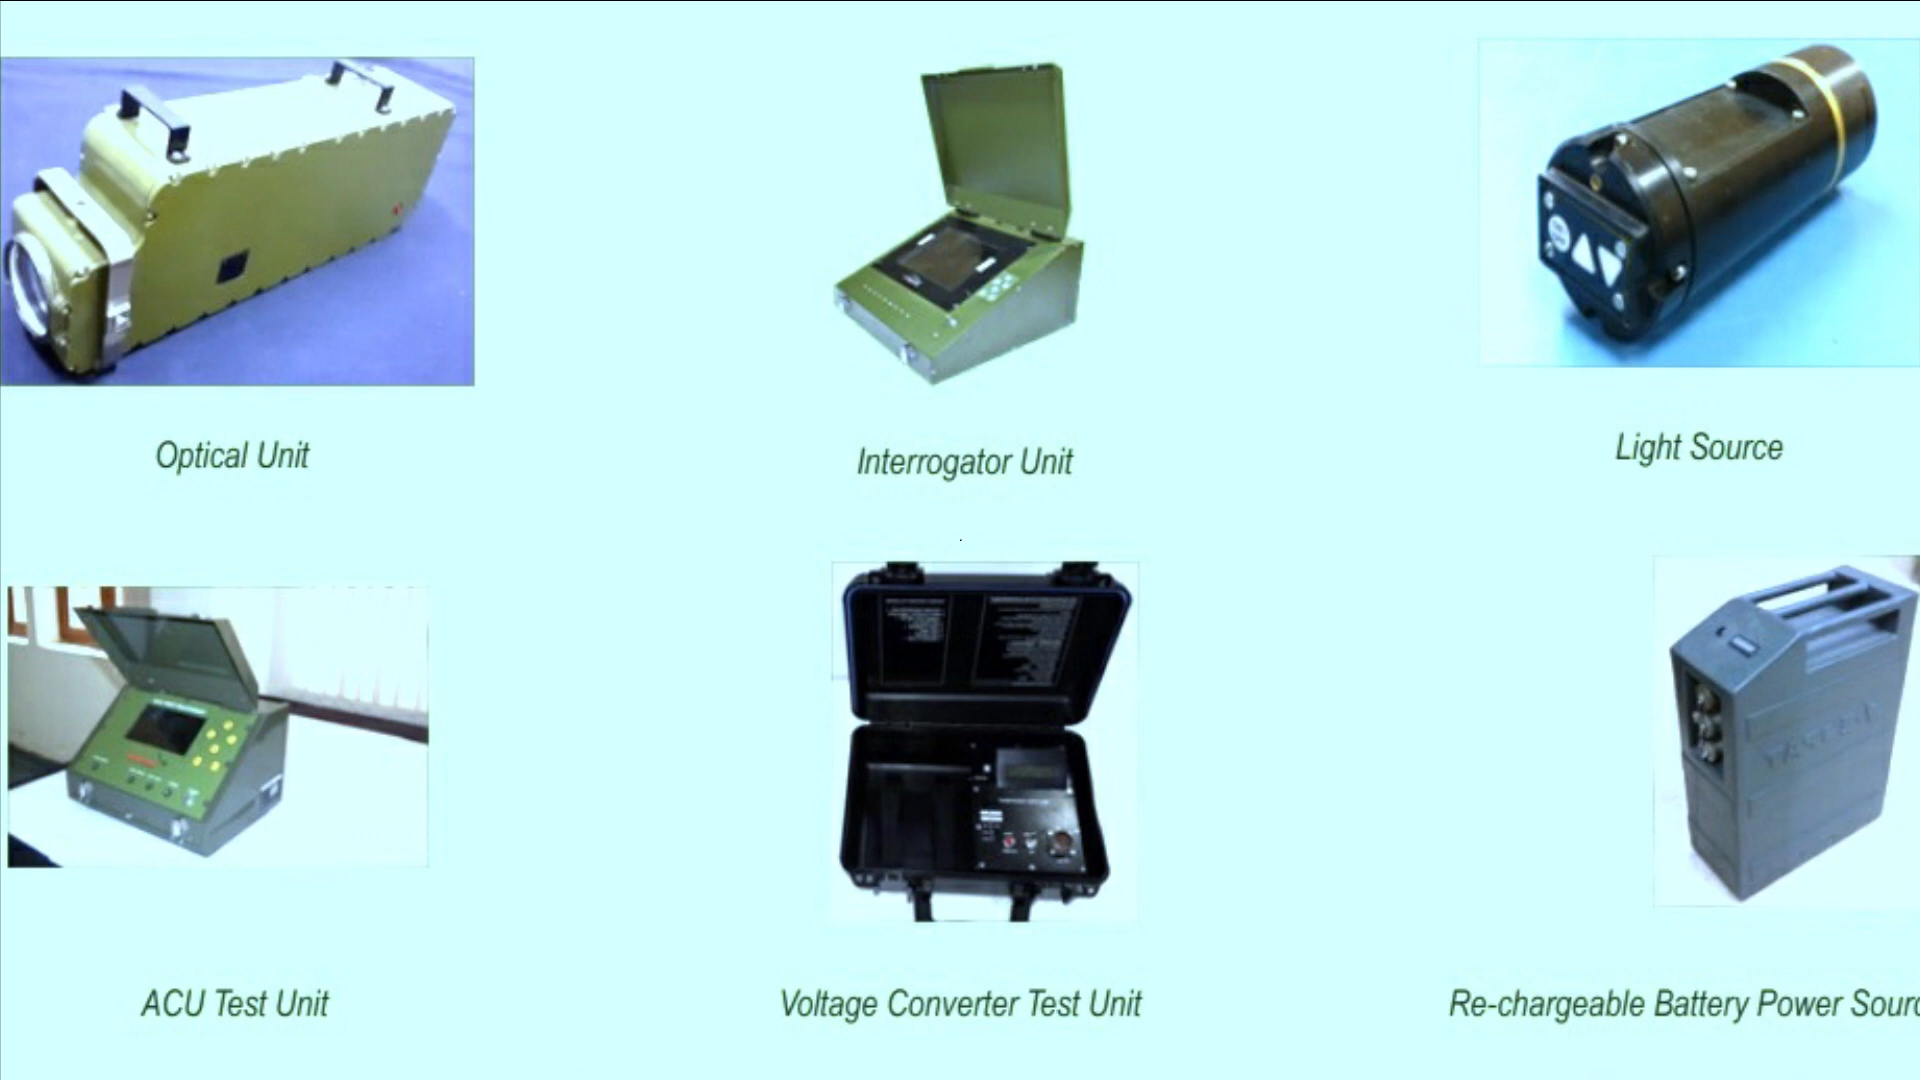 Optical Unit
Interrogator Unit
Light Source
ACU Test Unit
Voltage Converter Test Unit
Re-chargeable Battery Power Sourc